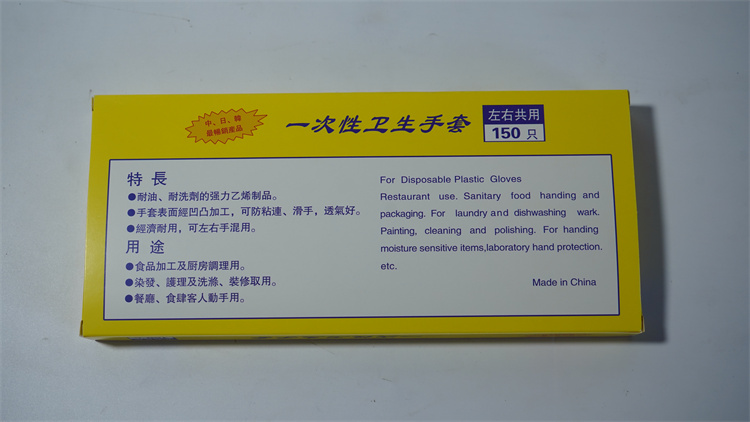 中、日、韓
最暢銷產品
一次性卫生手套
左右共用
150 只
特長
●耐油、耐洗劑的强力乙烯制品。
●手套表面經凹凸加工，可防粘連、滑手，透氣好。
●經濟耐用，可左右手混用。
用途
●食品加工及厨房調理用。
●染發、護理及洗滌、裝修取用。
●餐廳、食肆客人動手用。
For Disposable Plastic Gloves
Restaurant use. Sanitary food handing and
packaging. For laundry and dishwashing wark.
Painting, cleaning and polishing. For handing
moisture sensitive items,laboratory hand protection.
etc.
Made in China